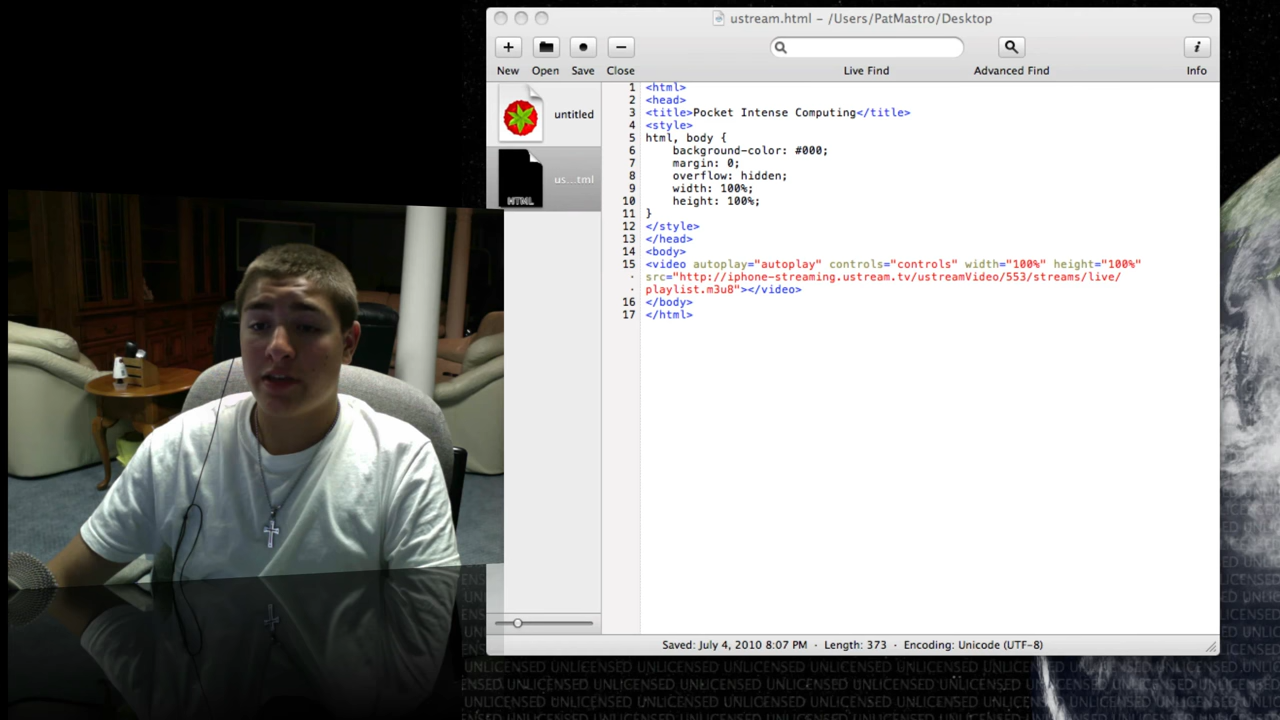 ustream.html – /Users/PatMastro/Desktop
New Open Save Close Live Find Advanced Find Info
untitled
us...tml
HTML
1 <html>
2 <head>
3 <title>Pocket Intense Computing</title>
4 <style>
5 html, body {
6 background-color: #000;
7 margin: 0;
8 overflow: hidden;
9 width: 100%;
10 height: 100%;
11 }
12 </style>
13 </head>
14 <body>
15 <video autoplay="autoplay" controls="controls" width="100%" height="100%"
· src="http://iphone-streaming.ustream.tv/ustreamVideo/553/streams/live/
· playlist.m3u8"></video>
16 </body>
17 </html>
Saved: July 4, 2010 8:07 PM · Length: 373 · Encoding: Unicode (UTF-8)
UNLICENSED UNLICENSED UNLICENSED UNLICENSED UNLICENSED UNLICENSED UNLICENSED